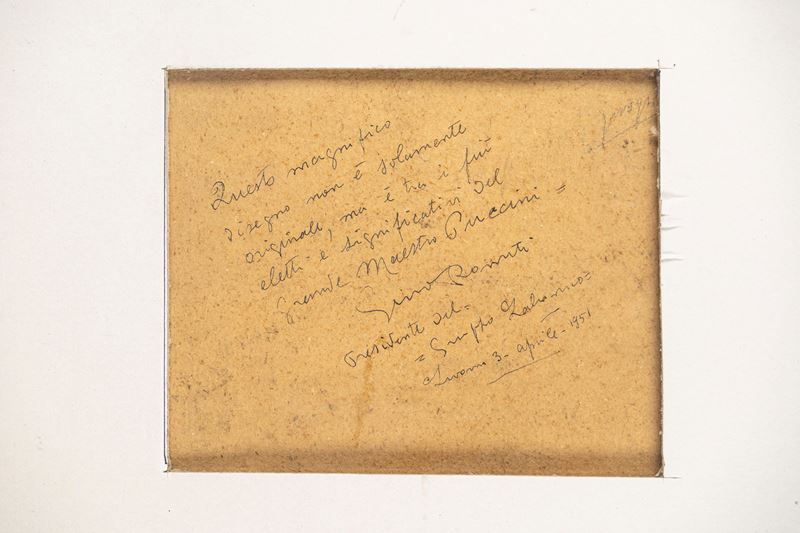 Questo magnifico
disegno non è solamente
originale, ma è tra i più
eletti e significativi del
grande Maestro Puccini =
Gino Romiti
Presidente del
= Gruppo Labronico =
Livorno 3 - aprile - 1951